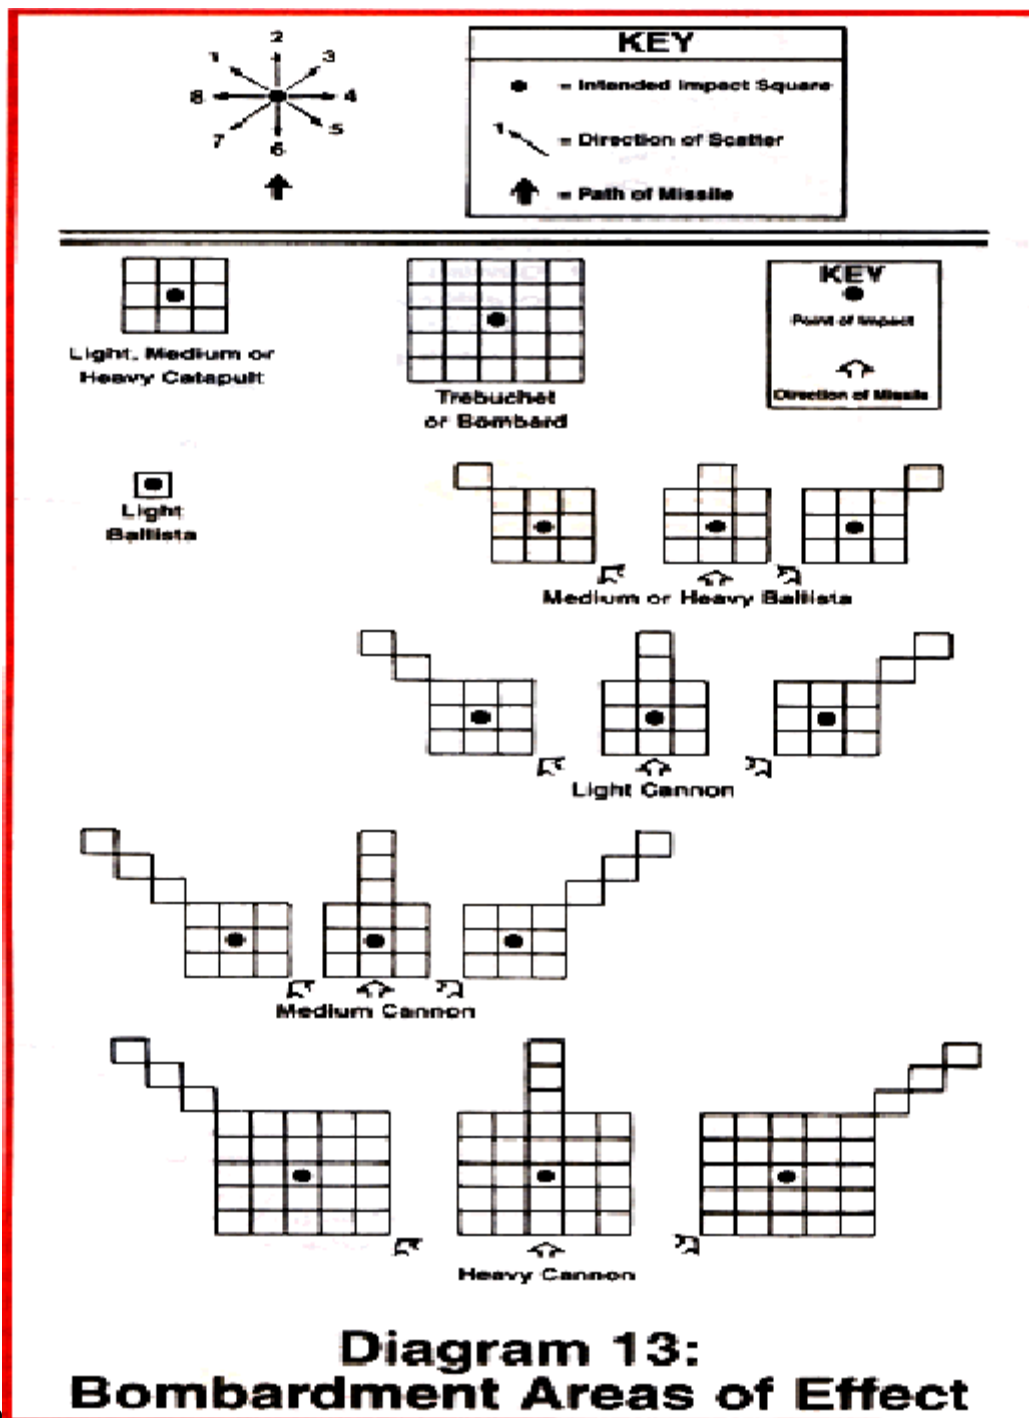 1
2
3
8
4
7
6
5
KEY
= Intended Impact Square
1
= Direction of Scatter
= Path of Missile
Light, Medium or
Heavy Catapult
Trebuchet
or Bombard
KEY
Point of Impact
Direction of Missile
Light
Ballista
Medium or Heavy Ballista
Light Cannon
Medium Cannon
Heavy Cannon
Diagram 13:
Bombardment Areas of Effect